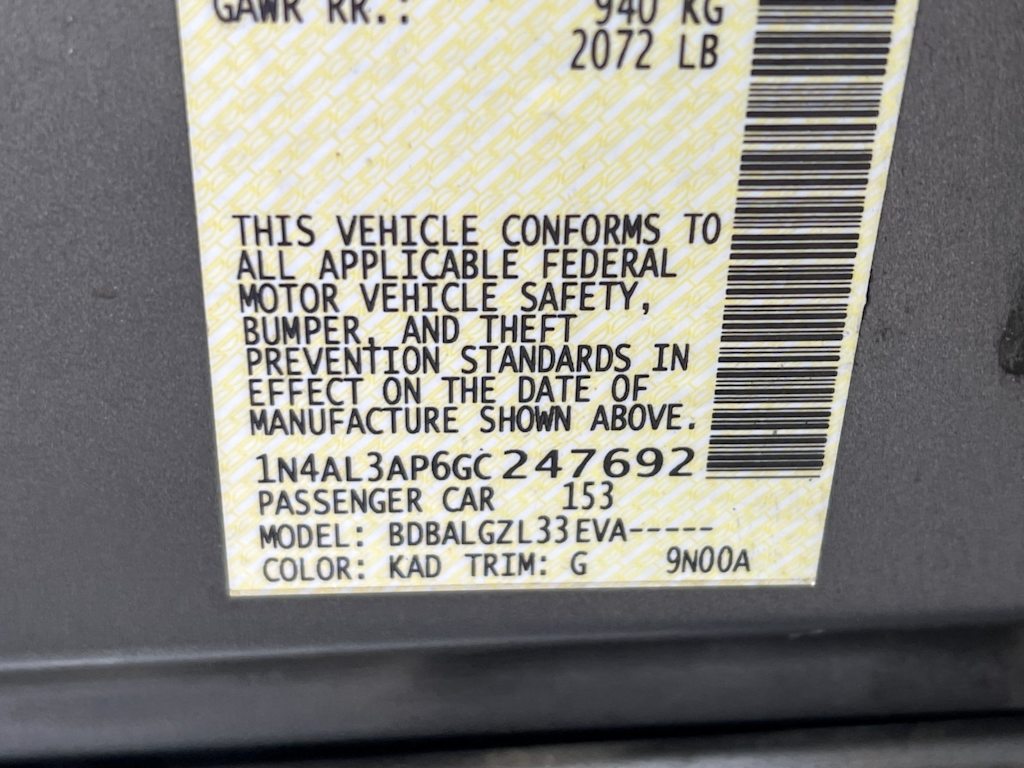 GAWR RR.: 940 KG
2072 LB
THIS VEHICLE CONFORMS TO
ALL APPLICABLE FEDERAL
MOTOR VEHICLE SAFETY,
BUMPER, AND THEFT
PREVENTION STANDARDS IN
EFFECT ON THE DATE OF
MANUFACTURE SHOWN ABOVE.
1N4AL3AP6GC247692
PASSENGER CAR 153
MODEL: BDBALGZL33EVA-----
COLOR: KAD TRIM: G 9N00A